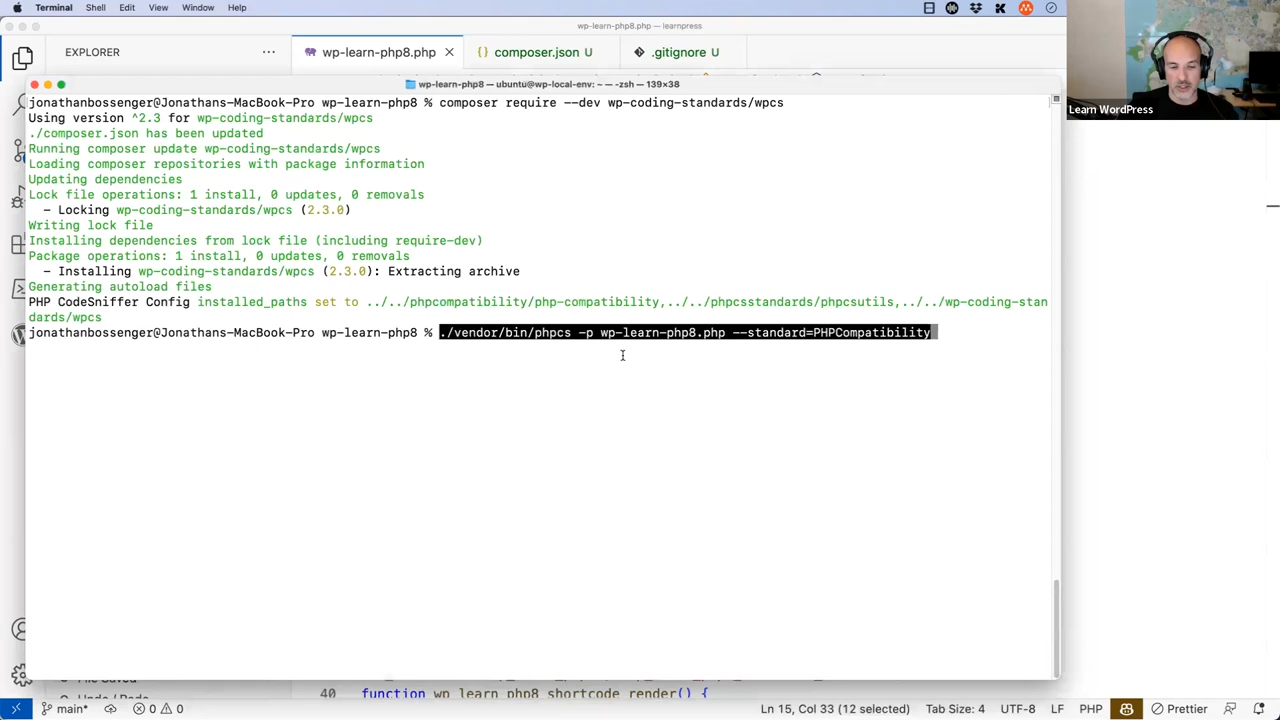 Terminal Shell Edit View Window Help
wp-learn-php8.php — learnpress
EXPLORER
wp-learn-php8.php
composer.json U
.gitignore U
wp-learn-php8 — ubuntu@wp-local-env: ~ — -zsh — 139×38
jonathanbossenger@Jonathans-MacBook-Pro wp-learn-php8 % composer require --dev wp-coding-standards/wpcs
Using version ^2.3 for wp-coding-standards/wpcs
./composer.json has been updated
Running composer update wp-coding-standards/wpcs
Loading composer repositories with package information
Updating dependencies
Lock file operations: 1 install, 0 updates, 0 removals
- Locking wp-coding-standards/wpcs (2.3.0)
Writing lock file
Installing dependencies from lock file (including require-dev)
Package operations: 1 install, 0 updates, 0 removals
- Installing wp-coding-standards/wpcs (2.3.0): Extracting archive
Generating autoload files
PHP CodeSniffer Config installed_paths set to ../../phpcompatibility/php-compatibility,../../phpcsstandards/phpcsutils,../../wp-coding-stan
dards/wpcs
jonathanbossenger@Jonathans-MacBook-Pro wp-learn-php8 % ./vendor/bin/phpcs -p wp-learn-php8.php --standard=PHPCompatibility
Learn WordPress
File Saved
40 function wp_learn_php8_shortcode_render() {
main* 0 0 Ln 15, Col 33 (12 selected) Tab Size: 4 UTF-8 LF PHP Prettier